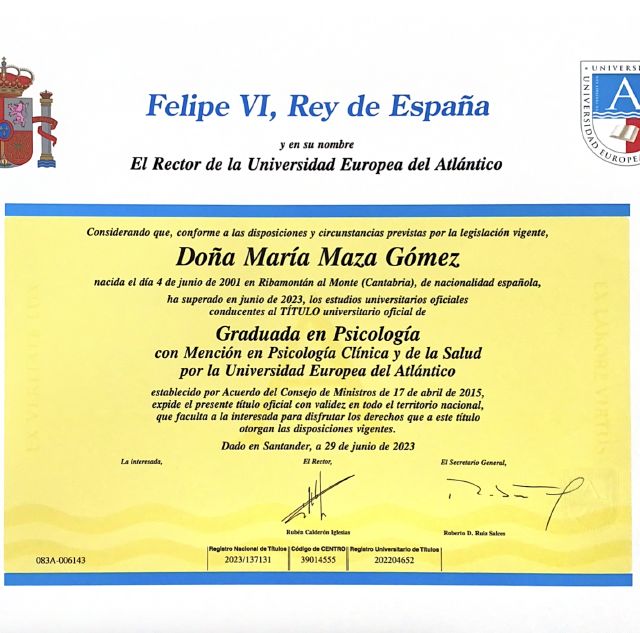 Felipe VI, Rey de España
y en su nombre
El Rector de la Universidad Europea del Atlántico
UNIVERSIDAD EUROPEA
A
Considerando que, conforme a las disposiciones y circunstancias previstas por la legislación vigente,
Doña María Maza Gómez
nacida el día 4 de junio de 2001 en Ribamontán al Monte (Cantabria), de nacionalidad española,
ha superado en junio de 2023, los estudios universitarios oficiales
conducentes al TÍTULO universitario oficial de
Graduada en Psicología
con Mención en Psicología Clínica y de la Salud
por la Universidad Europea del Atlántico
establecido por Acuerdo del Consejo de Ministros de 17 de abril de 2015,
expide el presente título oficial con validez en todo el territorio nacional,
que faculta a la interesada para disfrutar los derechos que a este título
otorgan las disposiciones vigentes.
Dado en Santander, a 29 de junio de 2023
La interesada, El Rector, El Secretario General,
Rubén Calderón Iglesias Roberto D. Ruiz Salces
Registro Nacional de Títulos Código de CENTRO Registro Universitario de Títulos
083A-006143 2023/137131 39014555 202204652